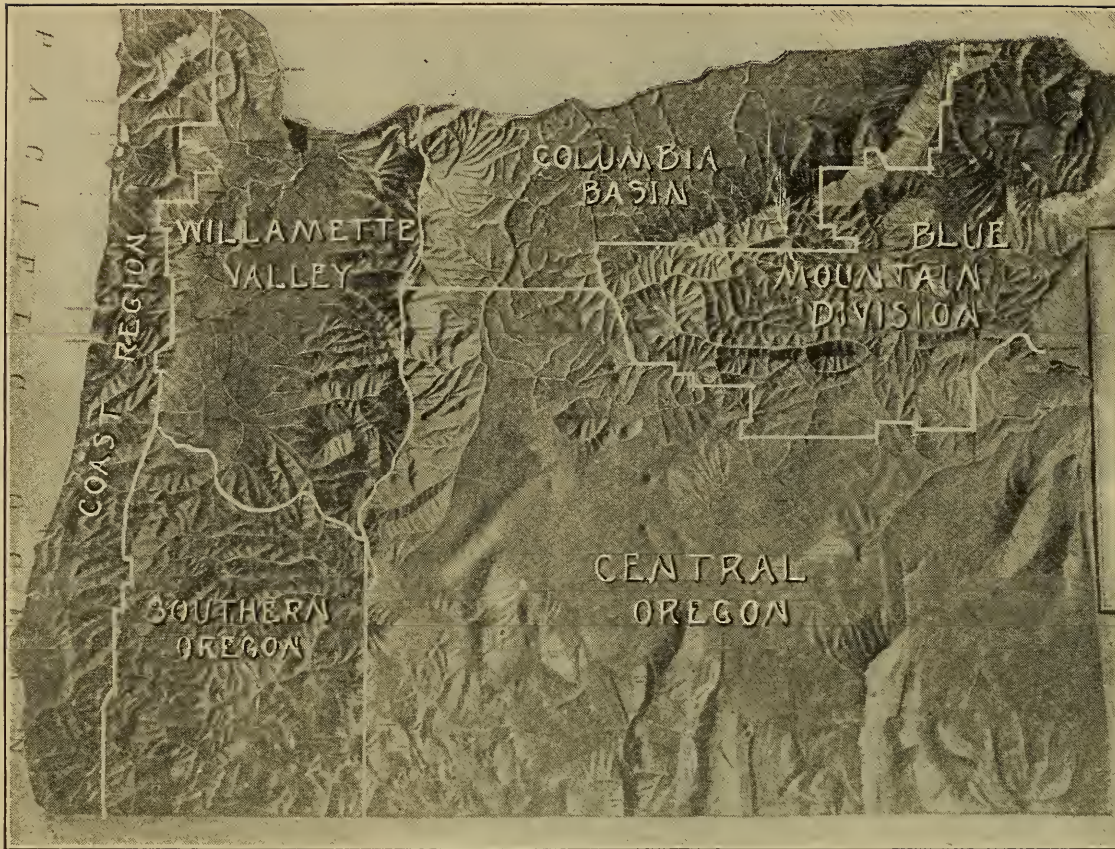 PACIFIC OCEAN
COAST REGION
WILLAMETTE
VALLEY
COLUMBIA
BASIN
BLUE
MOUNTAIN
DIVISION
CENTRAL
OREGON
SOUTHERN
OREGON